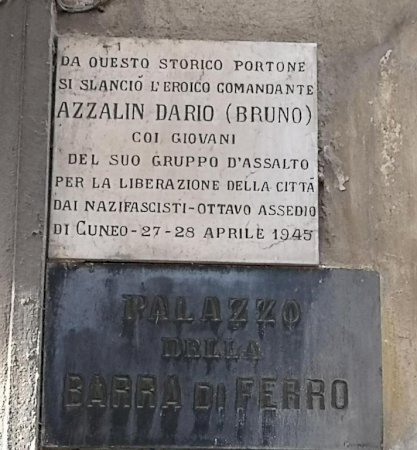 DA QUESTO STORICO PORTONE
SI SLANCIÒ L'EROICO COMANDANTE
AZZALIN DARIO (BRUNO)
COI GIOVANI
DEL SUO GRUPPO D'ASSALTO
PER LA LIBERAZIONE DELLA CITTÀ
DAI NAZIFASCISTI-OTTAVO ASSEDIO
DI CUNEO-27-28 APRILE 1945
PALAZZO
DELLA
BARRA DI FERRO